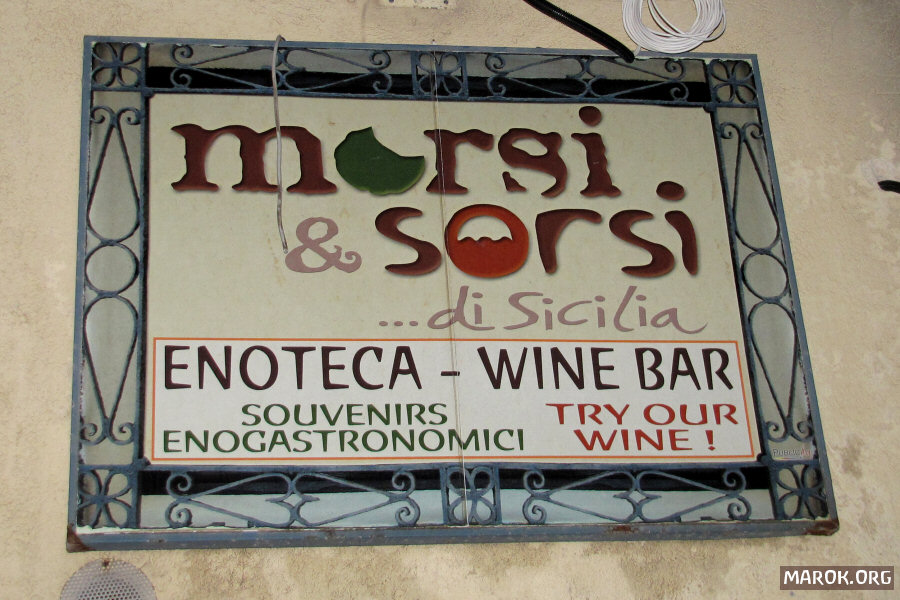 morsi
& sorsi
...di Sicilia
ENOTECA - WINE BAR
SOUVENIRS
ENOGASTRONOMICI
TRY OUR
WINE !
MAROK.ORG